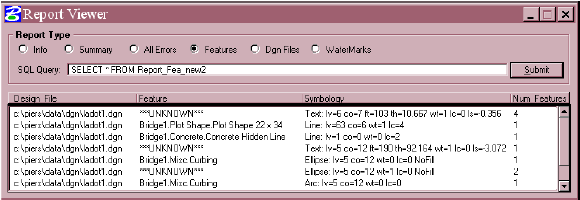 Report Viewer
Report Type
Info Summary All Errors Features Dgn Files WaterMarks
SQL Query: SELECT * FROM Report_Fea_new2 Submit
Design File Feature Symbology Num Features
c:\piers\data\dgn\ladot1.dgn ***UNKNOWN*** Text: lv=6 co=7 ft=103 th=10.667 wt=1 lc=0 ls=-0.356 4
c:\piers\data\dgn\ladot1.dgn Bridge1.Plot Shape.Plot Shape 22 x 34 Line: lv=63 co=6 wt=1 lc=4 1
c:\piers\data\dgn\ladot1.dgn Bridge1.Concrete.Concrete Hidden Line Line: lv=1 co=0 wt=0 lc=2 1
c:\piers\data\dgn\ladot1.dgn ***UNKNOWN*** Text: lv=5 co=12 ft=190 th=92.164 wt=1 lc=0 ls=-3.072 1
c:\piers\data\dgn\ladot1.dgn Bridge1.Misc.Curbing Ellipse: lv=5 co=12 wt=0 lc=0 NoFill 1
c:\piers\data\dgn\ladot1.dgn ***UNKNOWN*** Ellipse: lv=5 co=12 wt=1 lc=0 NoFill 2
c:\piers\data\dgn\ladot1.dgn Bridge1.Misc.Curbing Arc: lv=5 co=12 wt=0 lc=0 1